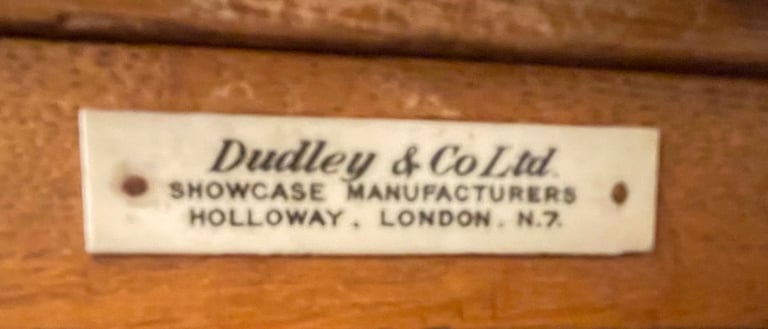 Dudley & Co Ltd.
SHOWCASE MANUFACTURERS
HOLLOWAY. LONDON. N.7.